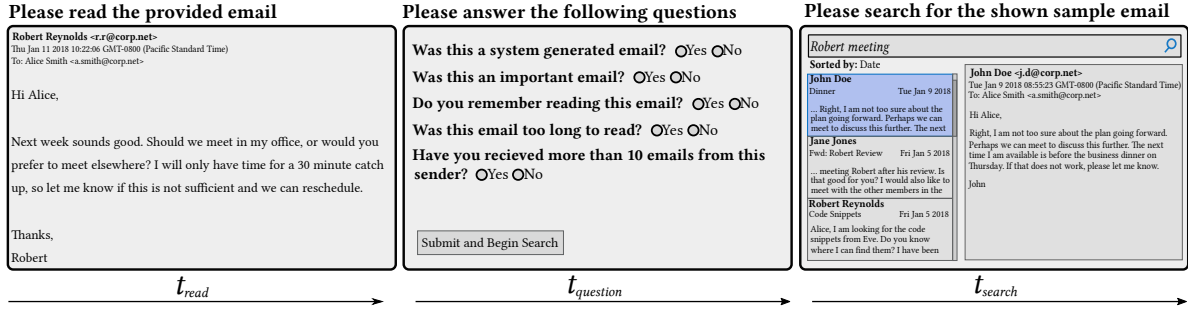 Please read the provided email
Robert Reynolds <r.r@corp.net>
Thu Jan 11 2018 10:22:06 GMT-0800 (Pacific Standard Time)
To: Alice Smith <a.smith@corp.net>
Hi Alice,
Next week sounds good. Should we meet in my office, or would you
prefer to meet elsewhere? I will only have time for a 30 minute catch
up, so let me know if this is not sufficient and we can reschedule.
Thanks,
Robert
t_read
Please answer the following questions
Was this a system generated email? Yes No
Was this an important email? Yes No
Do you remember reading this email? Yes No
Was this email too long to read? Yes No
Have you recieved more than 10 emails from this
sender? Yes No
Submit and Begin Search
t_question
Please search for the shown sample email
Robert meeting
Sorted by: Date
John Doe
Dinner Tue Jan 9 2018
... Right, I am not too sure about the
plan going forward. Perhaps we can
meet to discuss this further. The next
Jane Jones
Fwd: Robert Review Fri Jan 5 2018
... meeting Robert after his review. Is
that good for you? I would also like to
meet with the other members in the
Robert Reynolds
Code Snippets Fri Jan 5 2018
Alice, I am looking for the code
snippets from Eve. Do you know
where I can find them? I have been
John Doe <j.d@corp.net>
Tue Jan 9 2018 08:55:23 GMT-0800 (Pacific Standard Time)
To: Alice Smith <a.smith@corp.net>
Hi Alice,
Right, I am not too sure about the plan going forward.
Perhaps we can meet to discuss this further. The next
time I am available is before the business dinner on
Thursday. If that does not work, please let me know.
John
t_search